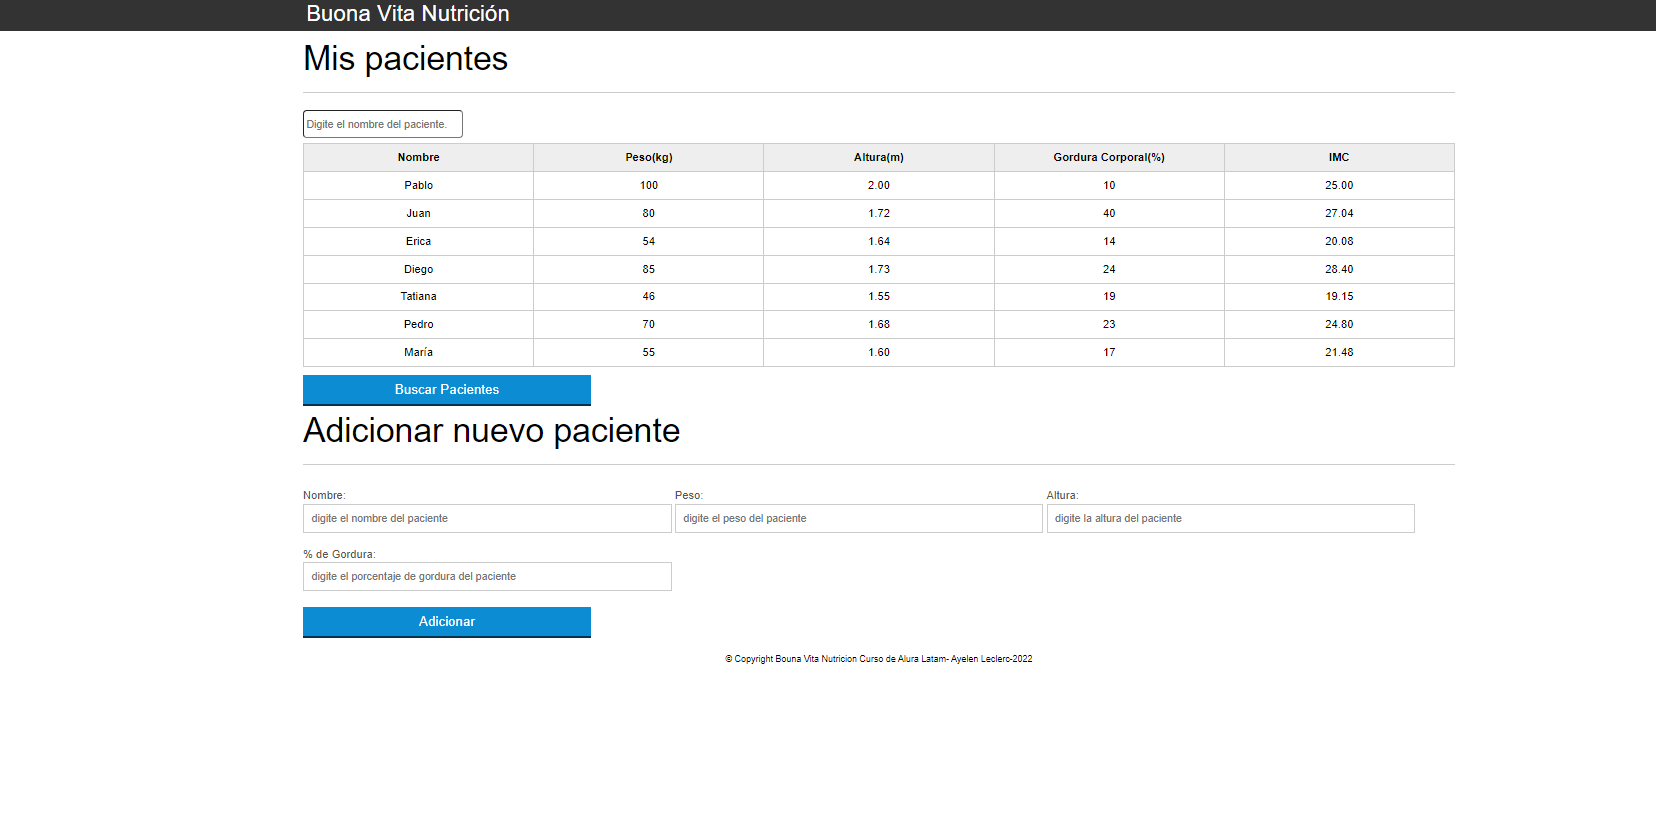 Buona Vita Nutrición
Mis pacientes
Digite el nombre del paciente.
Nombre Peso(kg) Altura(m) Gordura Corporal(%) IMC
Pablo 100 2.00 10 25.00
Juan 80 1.72 40 27.04
Erica 54 1.64 14 20.08
Diego 85 1.73 24 28.40
Tatiana 46 1.55 19 19.15
Pedro 70 1.68 23 24.80
María 55 1.60 17 21.48
Buscar Pacientes
Adicionar nuevo paciente
Nombre: Peso: Altura:
digite el nombre del paciente digite el peso del paciente digite la altura del paciente
% de Gordura:
digite el porcentaje de gordura del paciente
Adicionar
© Copyright Bouna Vita Nutricion Curso de Alura Latam- Ayelen Leclerc-2022